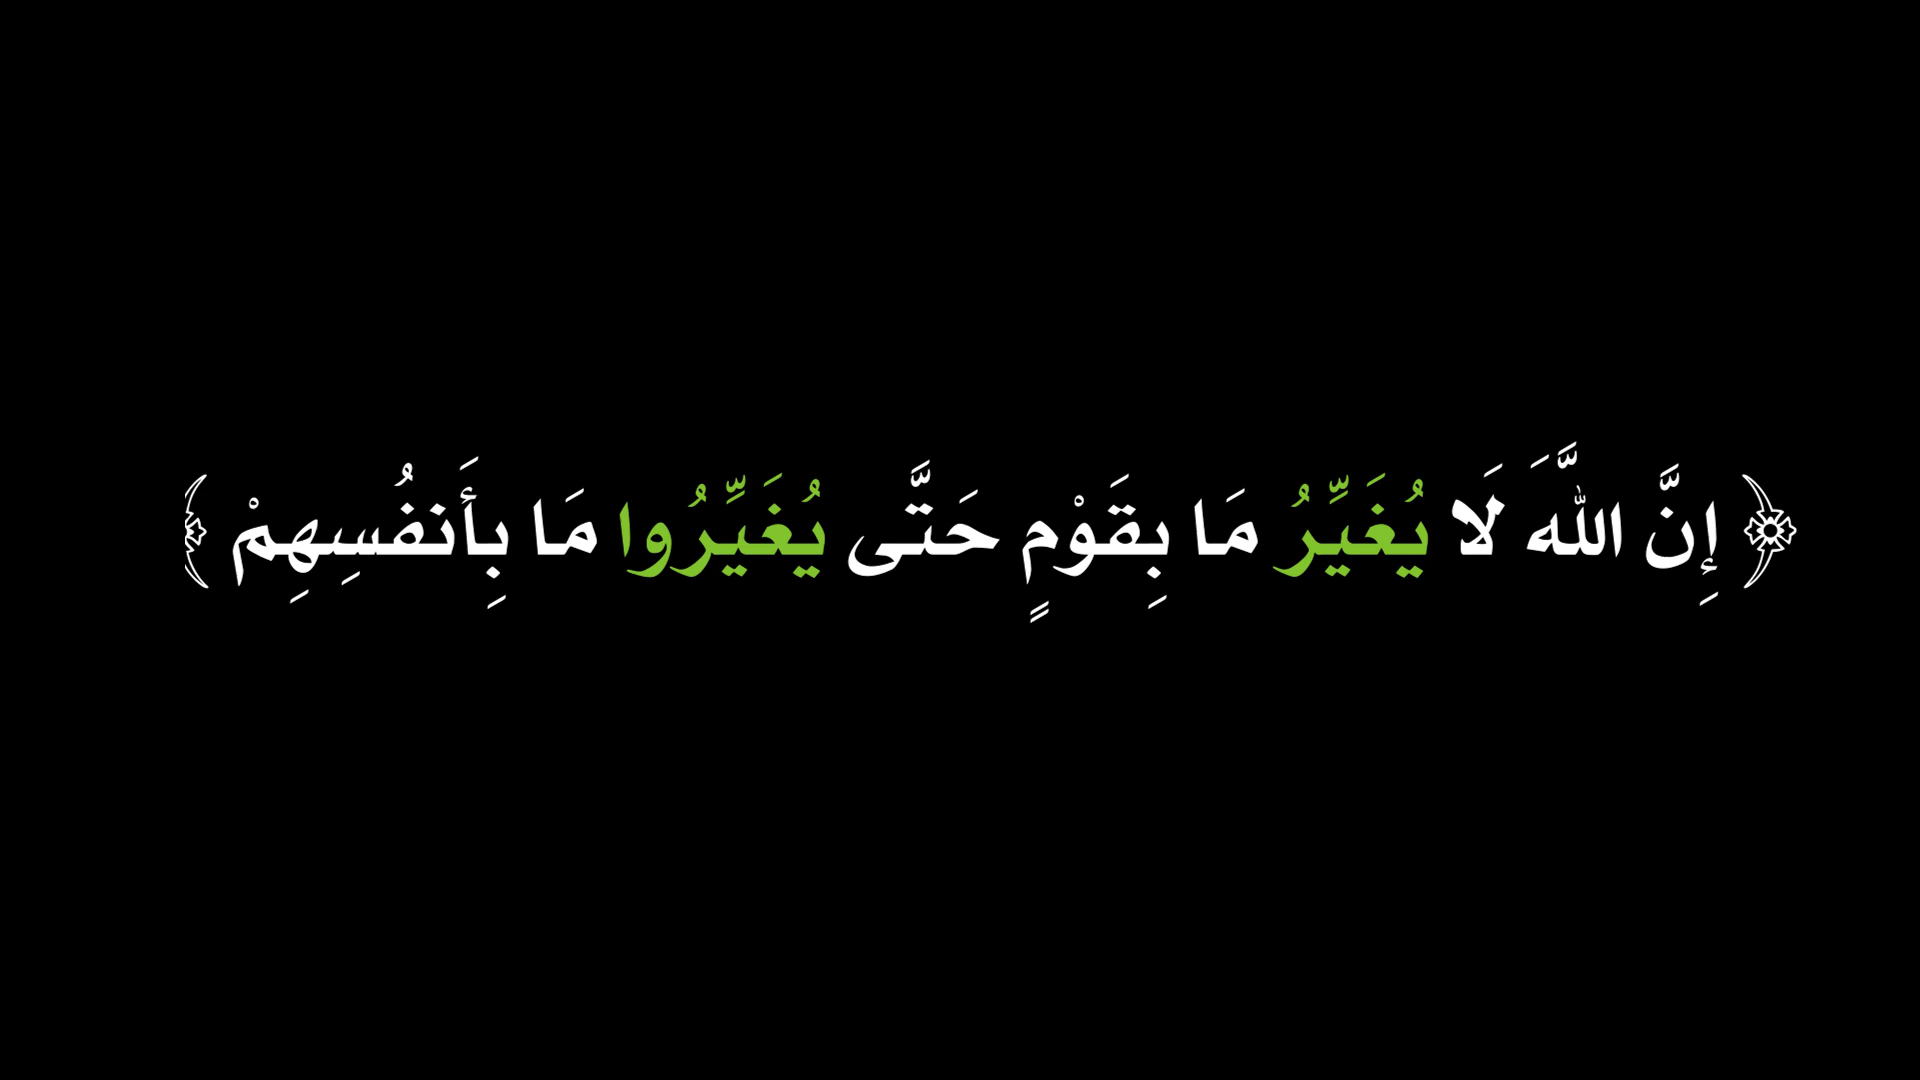 ﴿ إِنَّ اللَّهَ لَا يُغَيِّرُ مَا بِقَوْمٍ حَتَّى يُغَيِّرُوا مَا بِأَنفُسِهِمْ ﴾